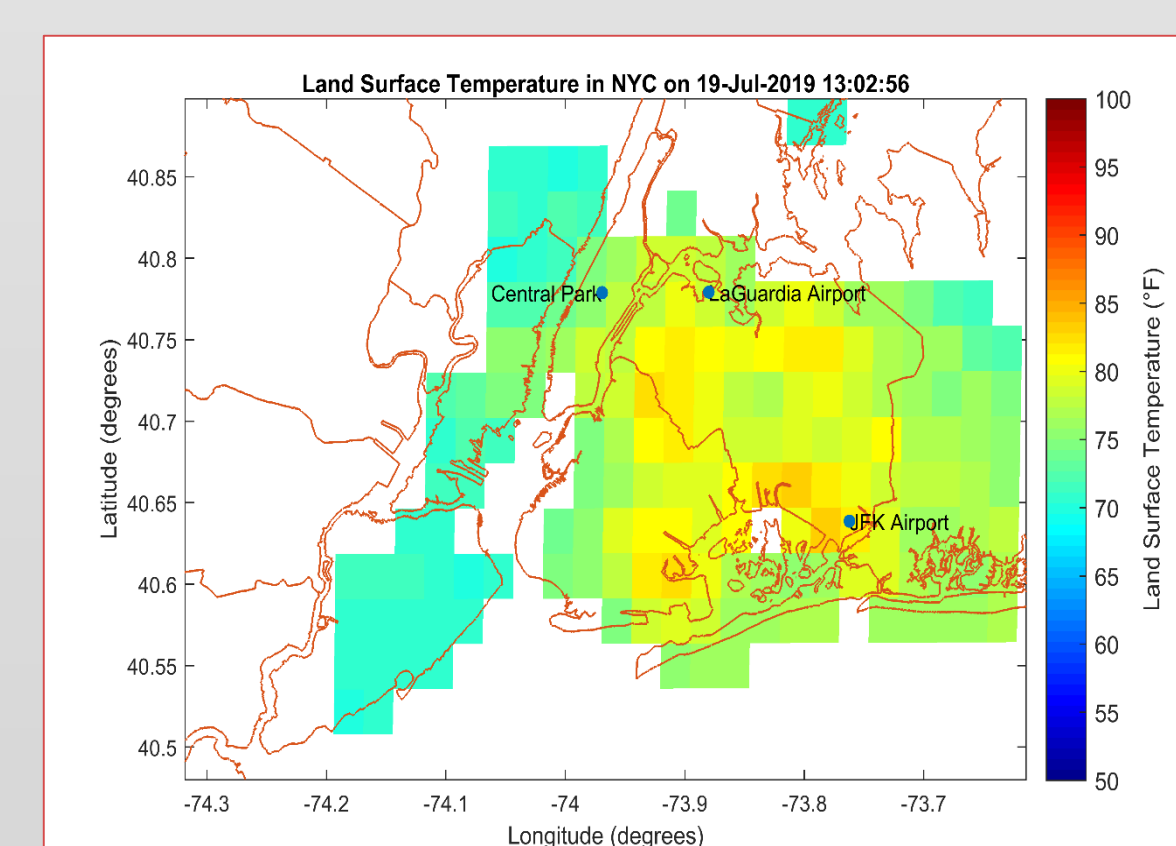 Land Surface Temperature in NYC on 19-Jul-2019 13:02:56
40.85
40.8
40.75
40.7
40.65
40.6
40.55
40.5
Latitude (degrees)
Central Park
LaGuardia Airport
JFK Airport
-74.3 -74.2 -74.1 -74 -73.9 -73.8 -73.7
Longitude (degrees)
100
95
90
85
80
75
70
65
60
55
50
Land Surface Temperature (°F)